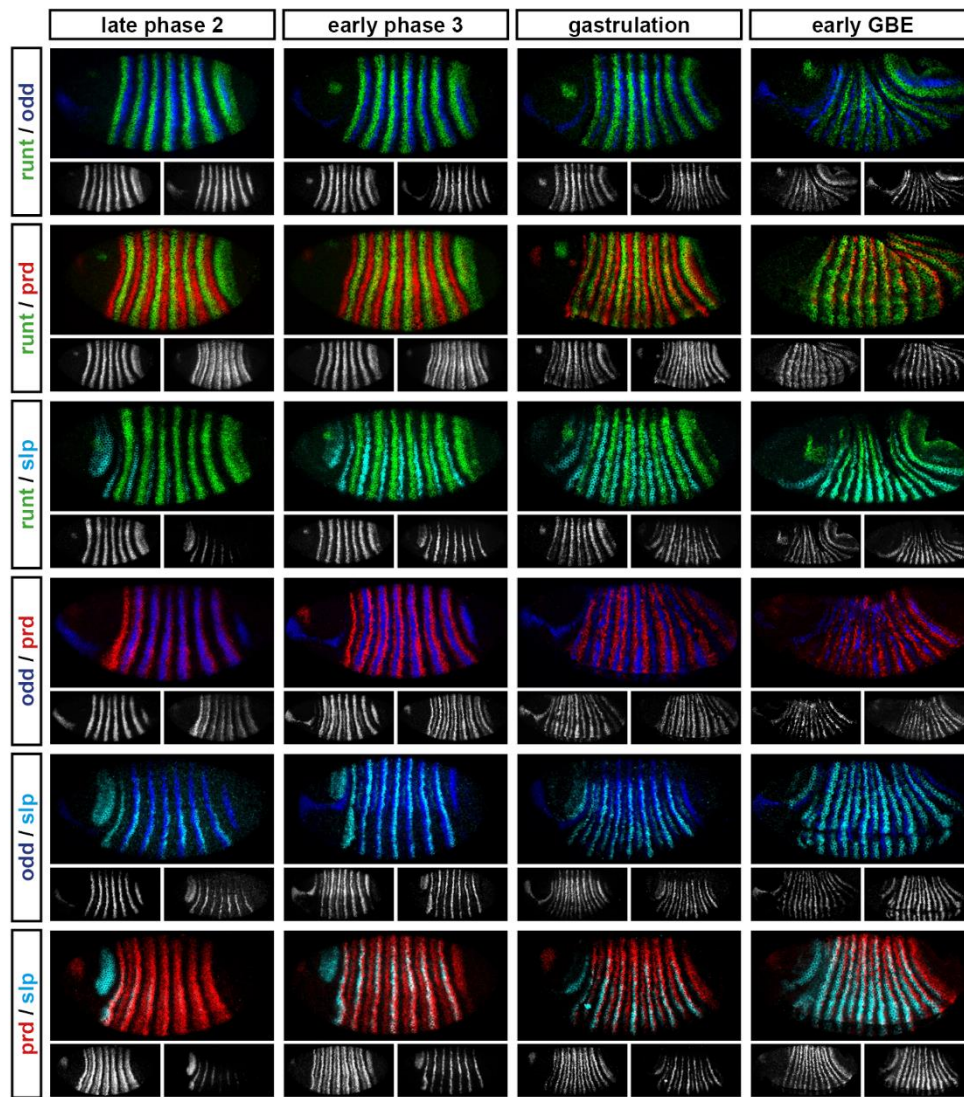 late phase 2
early phase 3
gastrulation
early GBE
runt / odd
runt / prd
runt / slp
odd / prd
odd / slp
prd / slp